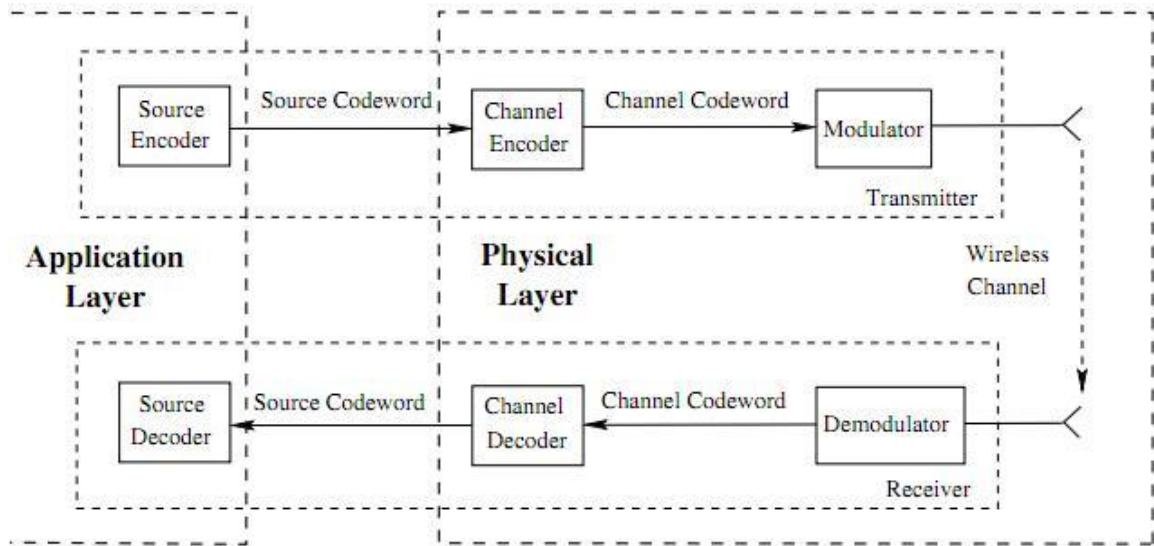 Source
Encoder
Source Codeword
Channel
Encoder
Channel Codeword
Modulator
Transmitter
Application
Layer
Physical
Layer
Wireless
Channel
Source
Decoder
Source Codeword
Channel
Decoder
Channel Codeword
Demodulator
Receiver